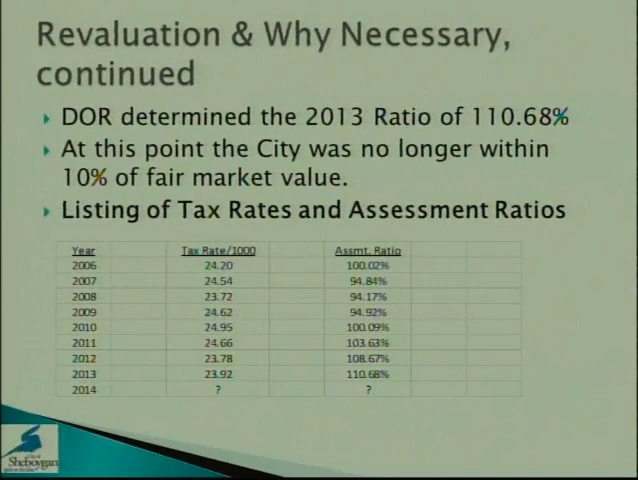 Revaluation & Why Necessary,
continued
DOR determined the 2013 Ratio of 110.68%
At this point the City was no longer within
10% of fair market value.
Listing of Tax Rates and Assessment Ratios
Year Tax Rate/1000 Assmt. Ratio
2006 24.20 100.02%
2007 24.54 94.84%
2008 23.72 94.17%
2009 24.62 94.92%
2010 24.95 100.09%
2011 24.66 103.63%
2012 23.78 108.67%
2013 23.92 110.68%
2014 ? ?
City of
Sheboygan